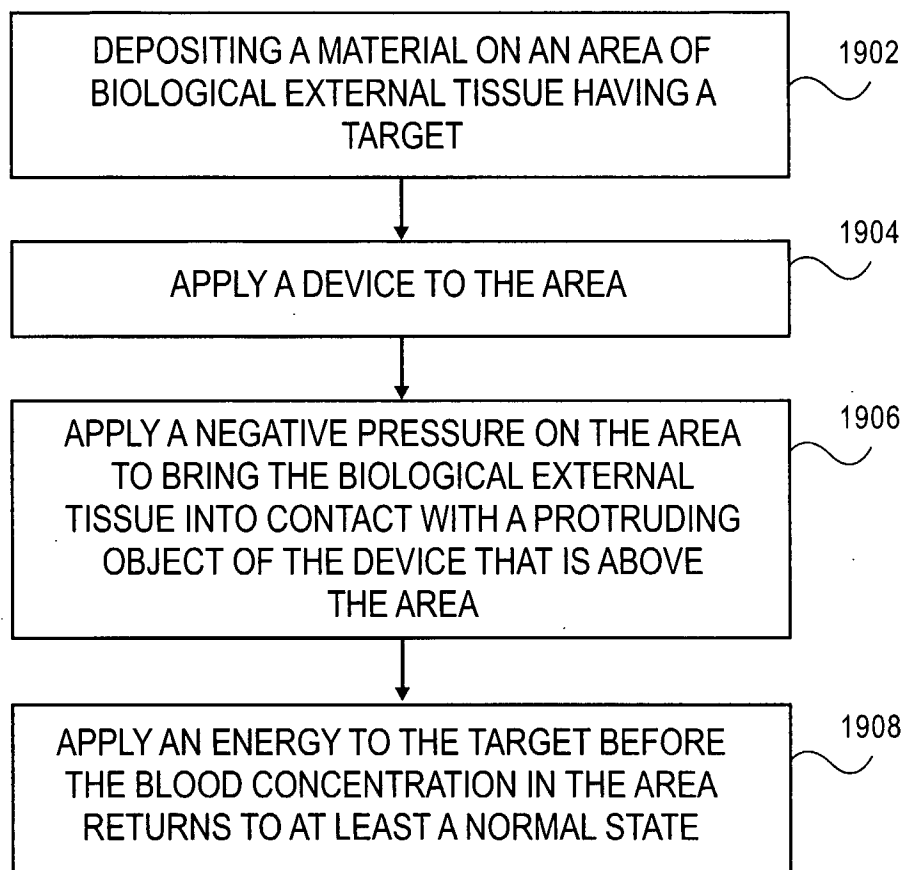 DEPOSITING A MATERIAL ON AN AREA OF
BIOLOGICAL EXTERNAL TISSUE HAVING A
TARGET
1902
APPLY A DEVICE TO THE AREA
1904
APPLY A NEGATIVE PRESSURE ON THE AREA
TO BRING THE BIOLOGICAL EXTERNAL
TISSUE INTO CONTACT WITH A PROTRUDING
OBJECT OF THE DEVICE THAT IS ABOVE
THE AREA
1906
APPLY AN ENERGY TO THE TARGET BEFORE
THE BLOOD CONCENTRATION IN THE AREA
RETURNS TO AT LEAST A NORMAL STATE
1908